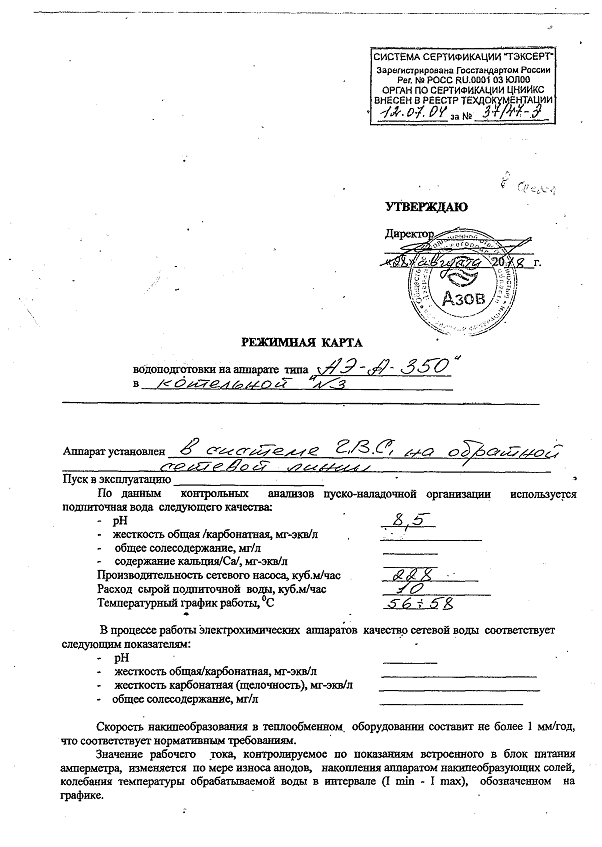 СИСТЕМА СЕРТИФИКАЦИИ "ТЭКСЕРТ"
Зарегистрирована Госстандартом России
Рег. № РОСС RU.0001 03 ЮЛ00
ОРГАН ПО СЕРТИФИКАЦИИ ЦНИИКС
ВНЕСЕН В РЕЕСТР ТЕХДОКУМЕНТАЦИИ
12.07.04 за № 37/47-3
УТВЕРЖДАЮ
Директор
августа 2018 г.
Азов
РЕЖИМНАЯ КАРТА
водоподготовки на аппарате типа „АЭ-А-350"
в котельной №3
Аппарат установлен в системе Г.В.С. на обратной
сетевой линии
Пуск в эксплуатацию
По данным контрольных анализов пуско-наладочной организации используется
подпиточная вода следующего качества:
- pH 8,5
- жесткость общая /карбонатная, мг-экв/л
- общее солесодержание, мг/л
- содержание кальция/Са/, мг-экв/л
Производительность сетевого насоса, куб.м/час 228
Расход сырой подпиточной воды, куб.м/час 10
Температурный график работы, ⁰С 56÷58
В процессе работы электрохимических аппаратов качество сетевой воды соответствует
следующим показателям:
- pH
- жесткость общая/карбонатная, мг-экв/л
- жесткость карбонатная (щелочность), мг-экв/л
- общее солесодержание, мг/л
Скорость накипеобразования в теплообменном оборудовании составит не более 1 мм/год,
что соответствует нормативным требованиям.
Значение рабочего тока, контролируемое по показаниям встроенного в блок питания
амперметра, изменяется по мере износа анодов, накопления аппаратом накипеобразующих солей,
колебания температуры обрабатываемой воды в интервале (I min - I max), обозначенном на
графике.